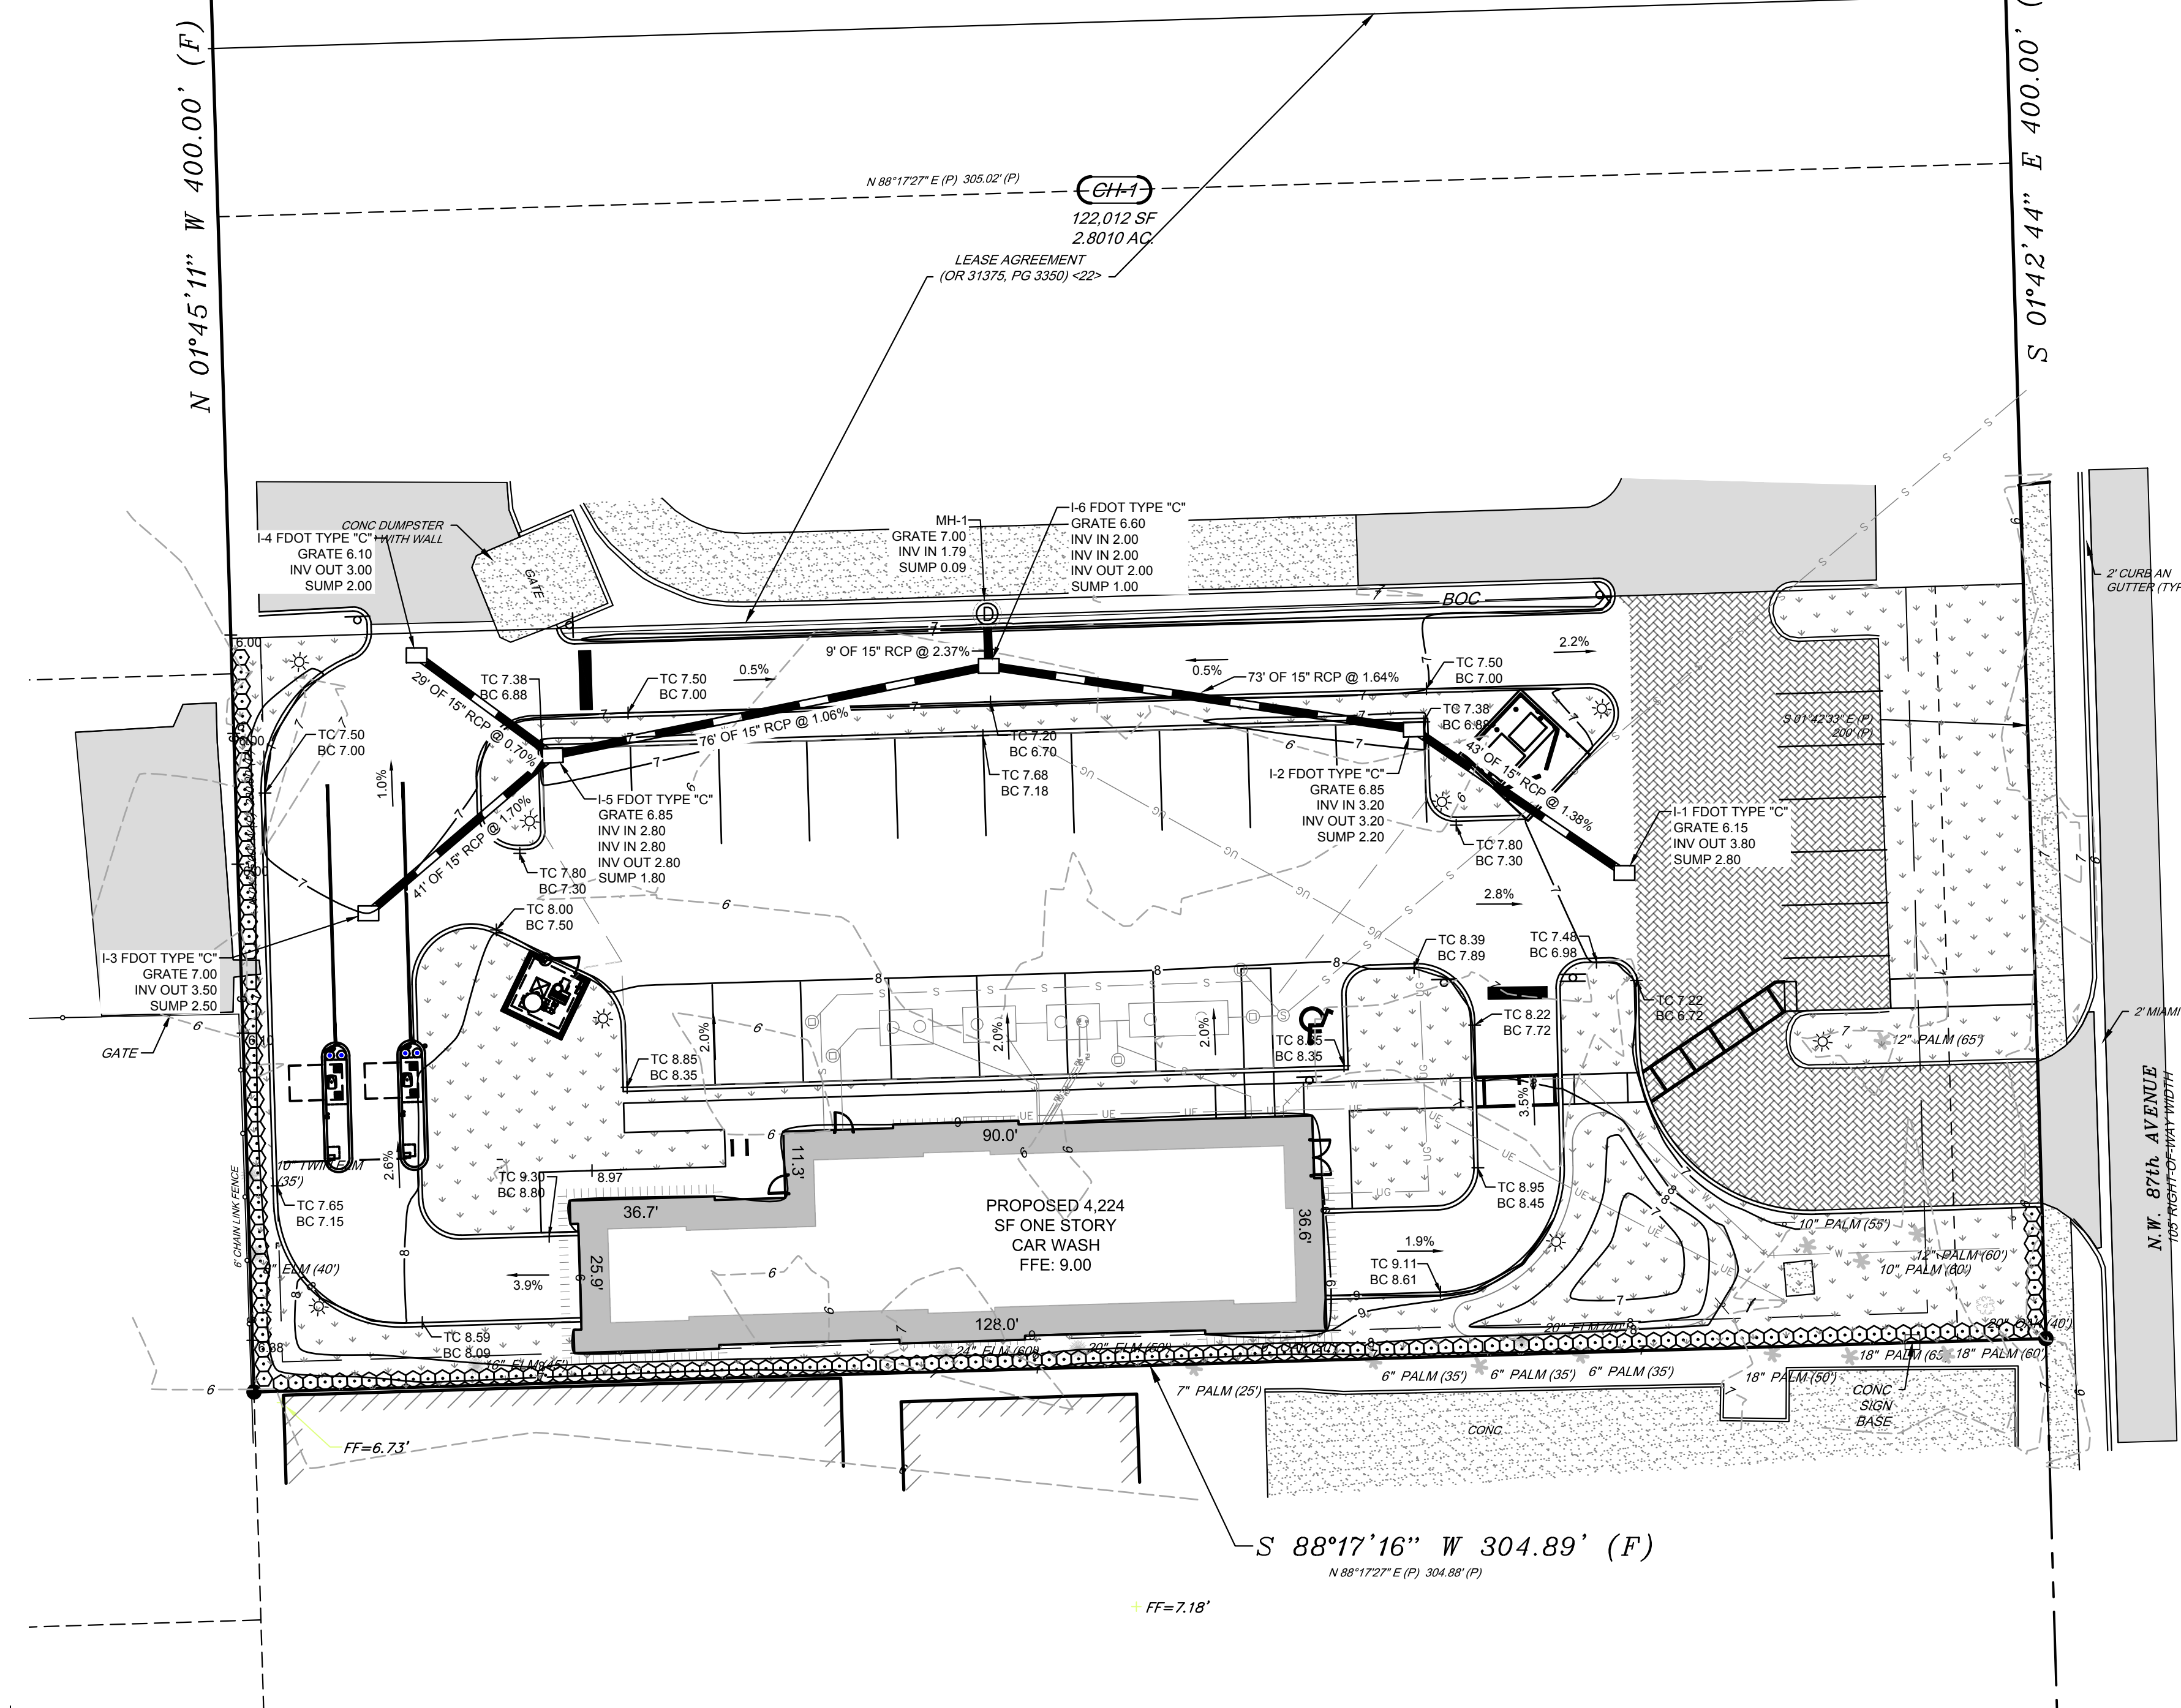 N 01°45'11" W 400.00' (F)
S 01°42'44" E 400.00' (
N 88°17'27" E (P) 305.02' (P)
CH-1
122,012 SF
2.8010 AC.
LEASE AGREEMENT
(OR 31375, PG 3350) <22>
CONC DUMPSTER
WITH WALL
GATE
I-4 FDOT TYPE "C"
GRATE 6.10
INV OUT 3.00
SUMP 2.00
MH-1
GRATE 7.00
INV IN 1.79
SUMP 0.09
I-6 FDOT TYPE "C"
GRATE 6.60
INV IN 2.00
INV IN 2.00
INV OUT 2.00
SUMP 1.00
D
BOC
2' CURB AN
GUTTER (TYP
9' OF 15" RCP @ 2.37%
29' OF 15" RCP @ 0.70%
76' OF 15" RCP @ 1.06%
73' OF 15" RCP @ 1.64%
43' OF 15" RCP @ 1.38%
41' OF 15" RCP @ 1.70%
0.5%
0.5%
2.2%
6.00
TC 7.38
BC 6.88
TC 7.50
BC 7.00
TC 7.50
BC 7.00
TC 7.38
BC 6.88
TC 7.50
BC 7.00
TC 7.20
BC 6.70
TC 7.68
BC 7.18
S 01°42'33" E (P)
200' (P)
1.0%
I-5 FDOT TYPE "C"
GRATE 6.85
INV IN 2.80
INV IN 2.80
INV OUT 2.80
SUMP 1.80
I-2 FDOT TYPE "C"
GRATE 6.85
INV IN 3.20
INV OUT 3.20
SUMP 2.20
I-1 FDOT TYPE "C"
GRATE 6.15
INV OUT 3.80
SUMP 2.80
TC 7.80
BC 7.30
TC 7.80
BC 7.30
TC 8.00
BC 7.50
2.8%
I-3 FDOT TYPE "C"
GRATE 7.00
INV OUT 3.50
SUMP 2.50
TC 8.39
BC 7.89
TC 7.48
BC 6.98
TC 7.22
BC 6.72
TC 8.22
BC 7.72
GATE
2.0%
2.0%
2.0%
TC 8.85
BC 8.35
TC 8.85
BC 8.35
12" PALM (65')
2' MIAMI
3.5%
N.W. 87th AVENUE
105' RIGHT-OF-WAY WIDTH
6' CHAIN LINK FENCE
10" TWIN ELM
(35')
2.6%
TC 7.65
BC 7.15
TC 9.30
BC 8.80
8.97
90.0'
11.3'
36.7'
25.9'
36.6'
128.0'
PROPOSED 4,224
SF ONE STORY
CAR WASH
FFE: 9.00
TC 8.95
BC 8.45
1.9%
TC 9.11
BC 8.61
3.9%
TC 8.59
BC 8.09
10" PALM (55')
12" PALM (60')
10" PALM (60')
20" ELM (40')
20" OAK (40')
24" ELM (60')
20" ELM (50')
7" PALM (25')
6" PALM (35')
6" PALM (35')
6" PALM (35')
18" PALM (50')
18" PALM (60')
CONC
SIGN
BASE
CONC
FF=6.73'
S 88°17'16" W 304.89' (F)
N 88°17'27" E (P) 304.88' (P)
FF=7.18'